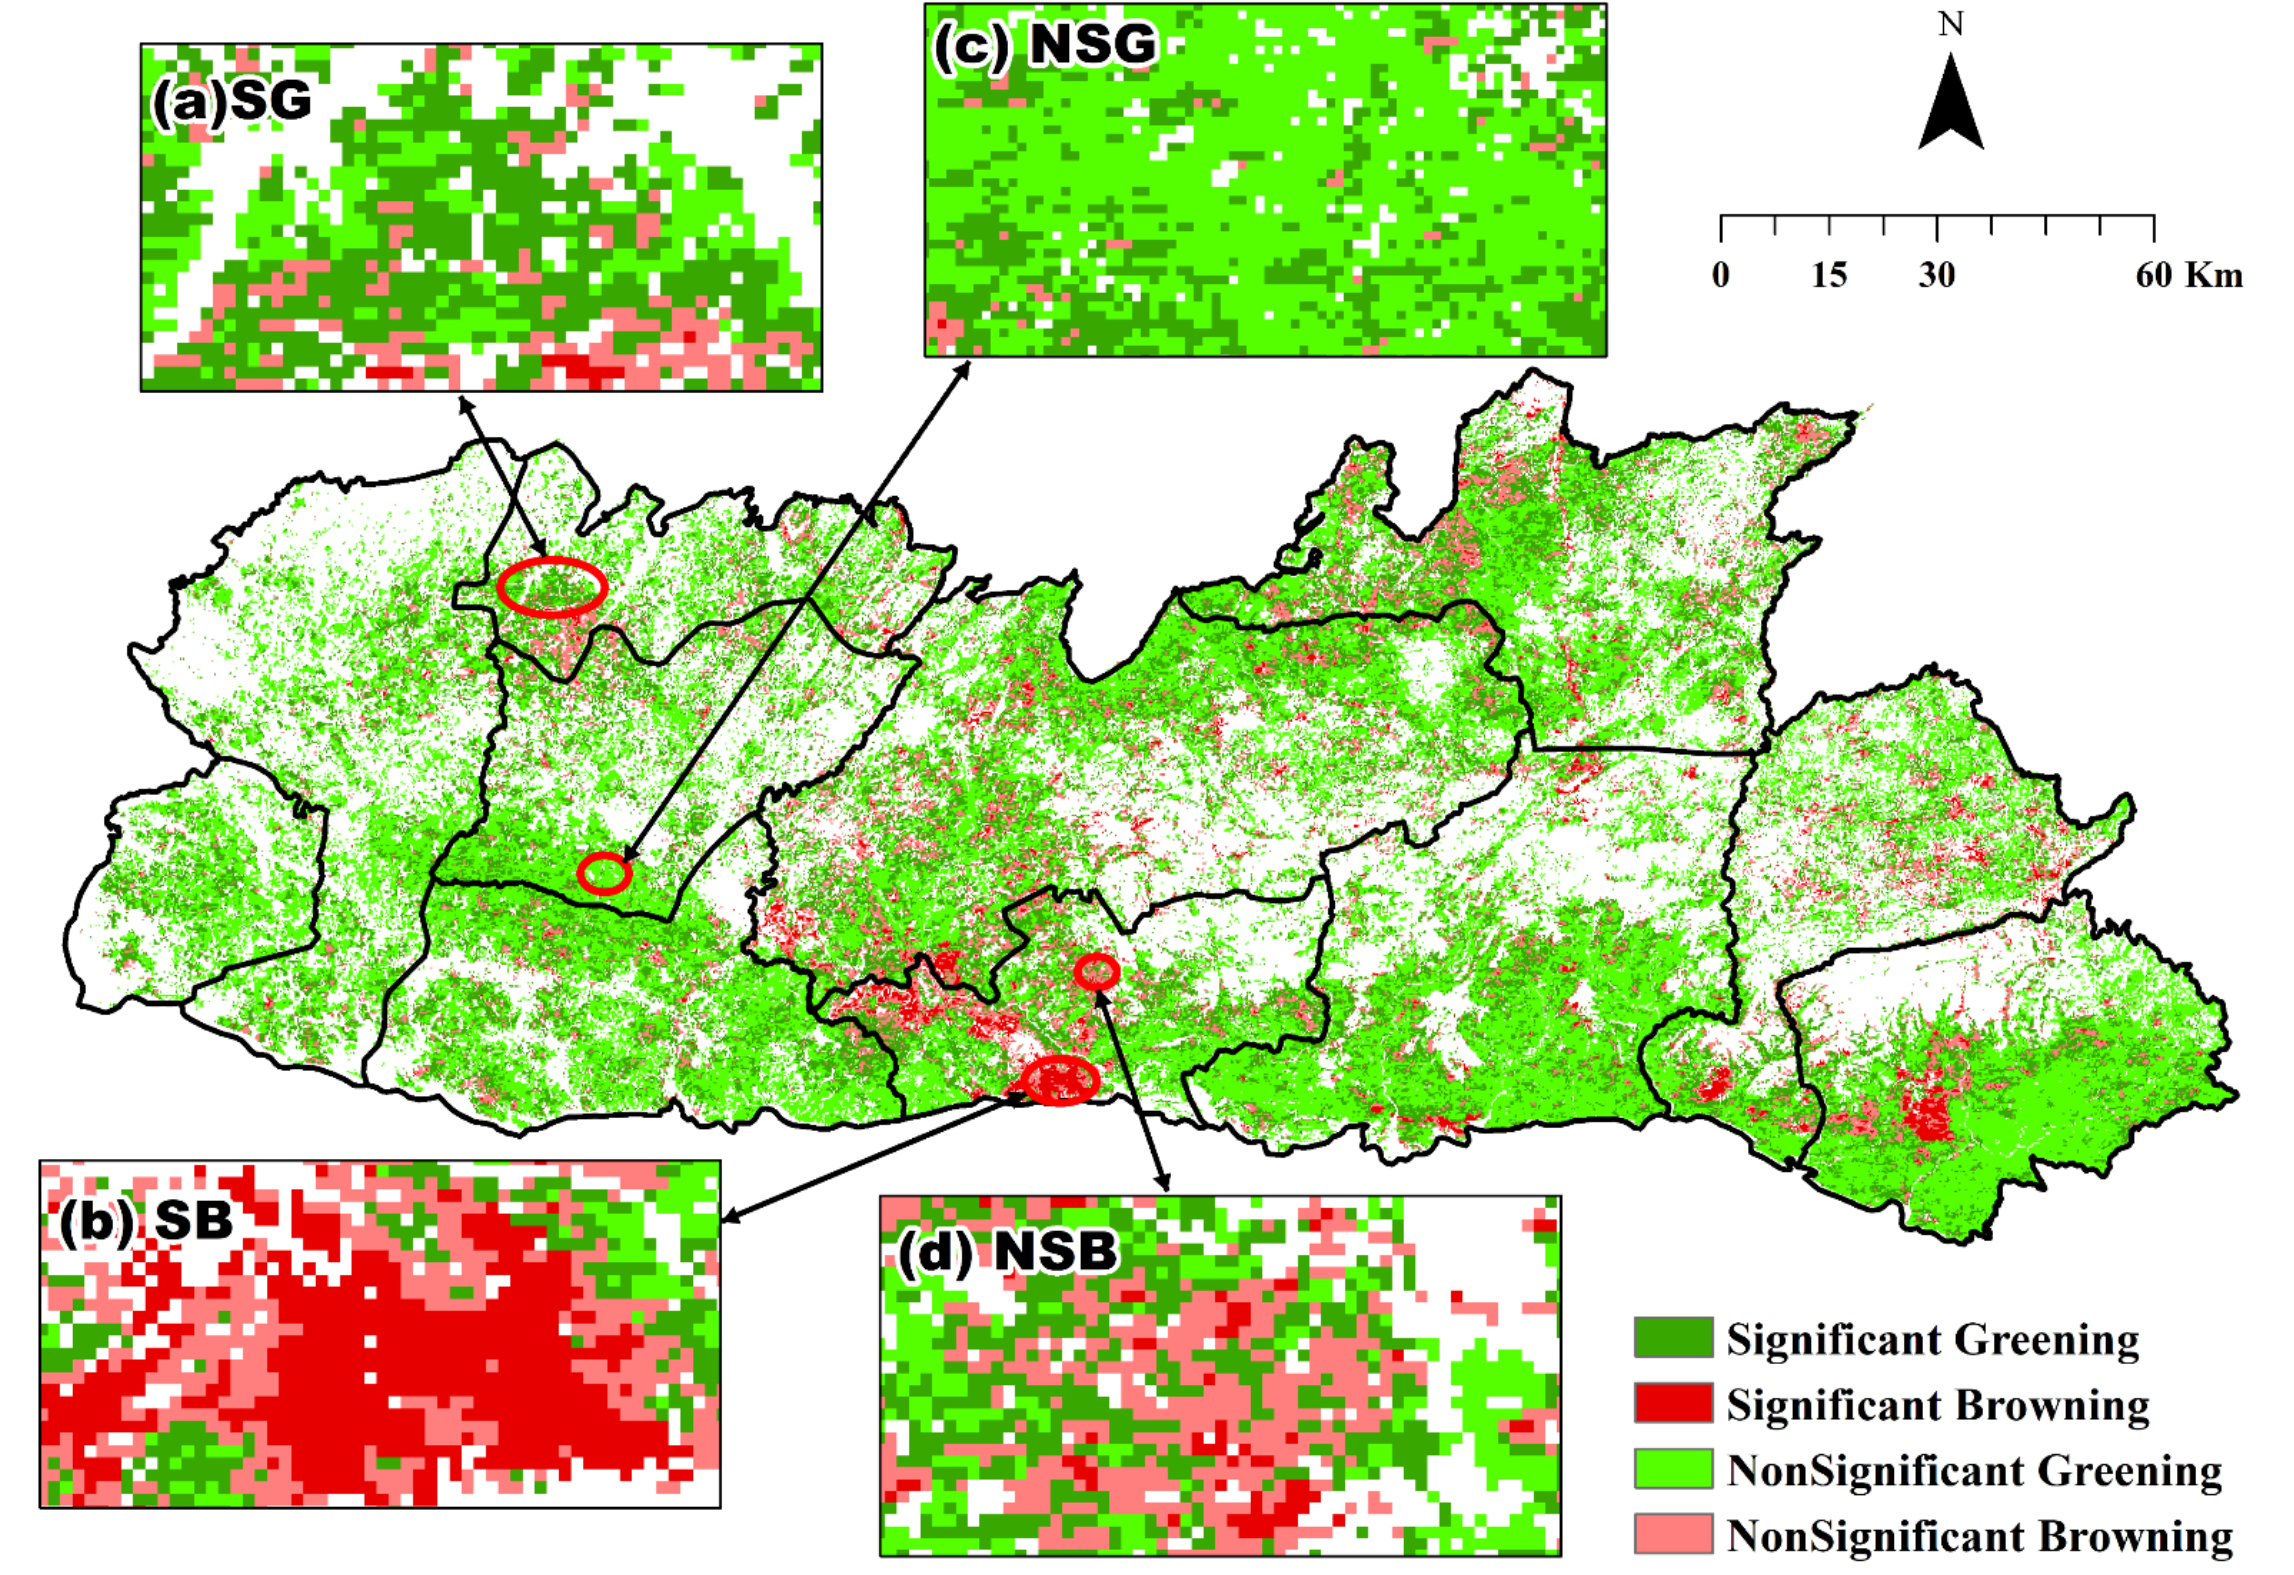 (a)SG
(c) NSG
N
0 15 30 60 Km
(b) SB
(d) NSB
Significant Greening
Significant Browning
NonSignificant Greening
NonSignificant Browning